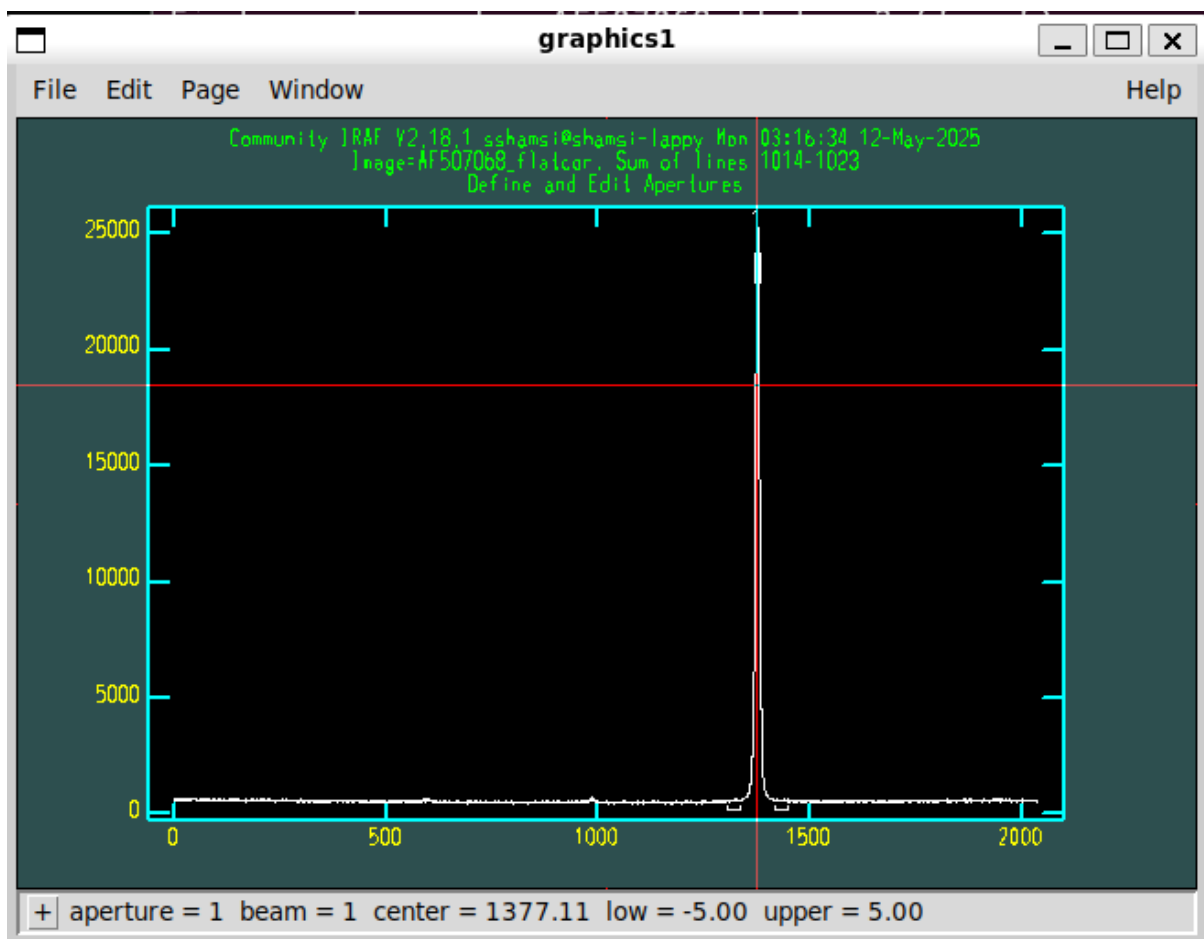 graphics1
File Edit Page Window Help
Community IRAF V2.18.1 sshamsi@shamsi-lappy Mon 03:16:34 12-May-2025
Image=AF507068_flatcor, Sum of lines 1014-1023
Define and Edit Apertures
25000
20000
15000
10000
5000
0
0 500 1000 1500 2000
+ aperture = 1 beam = 1 center = 1377.11 low = -5.00 upper = 5.00